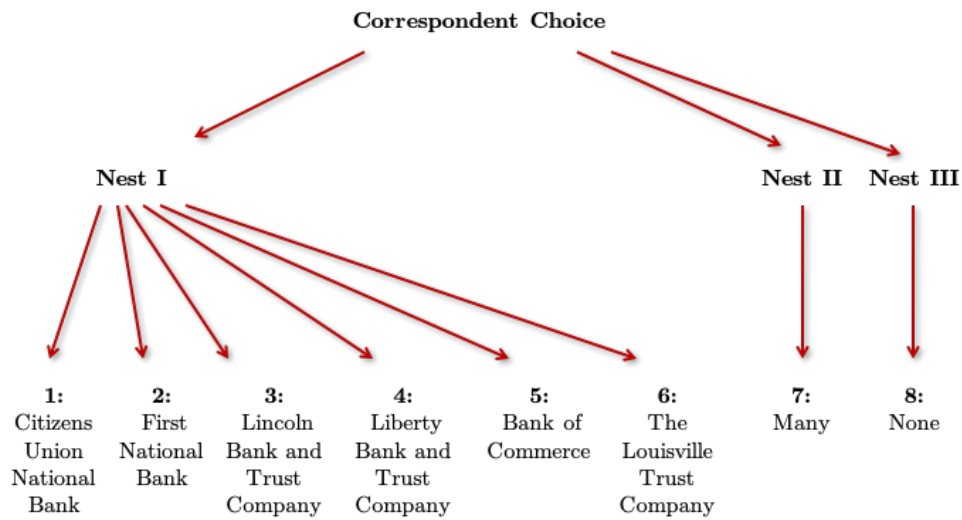 Correspondent Choice
Nest I
Nest II
Nest III
1:
Citizens
Union
National
Bank
2:
First
National
Bank
3:
Lincoln
Bank and
Trust
Company
4:
Liberty
Bank and
Trust
Company
5:
Bank of
Commerce
6:
The
Louisville
Trust
Company
7:
Many
8:
None